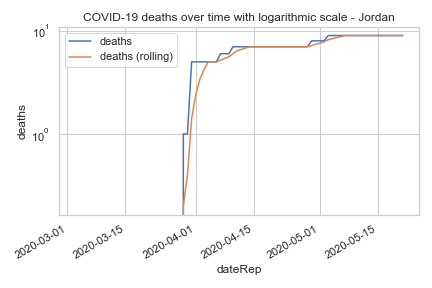 COVID-19 deaths over time with logarithmic scale - Jordan
deaths
deaths (rolling)
10¹
10⁰
deaths
2020-03-01
2020-03-15
2020-04-01
2020-04-15
2020-05-01
2020-05-15
dateRep